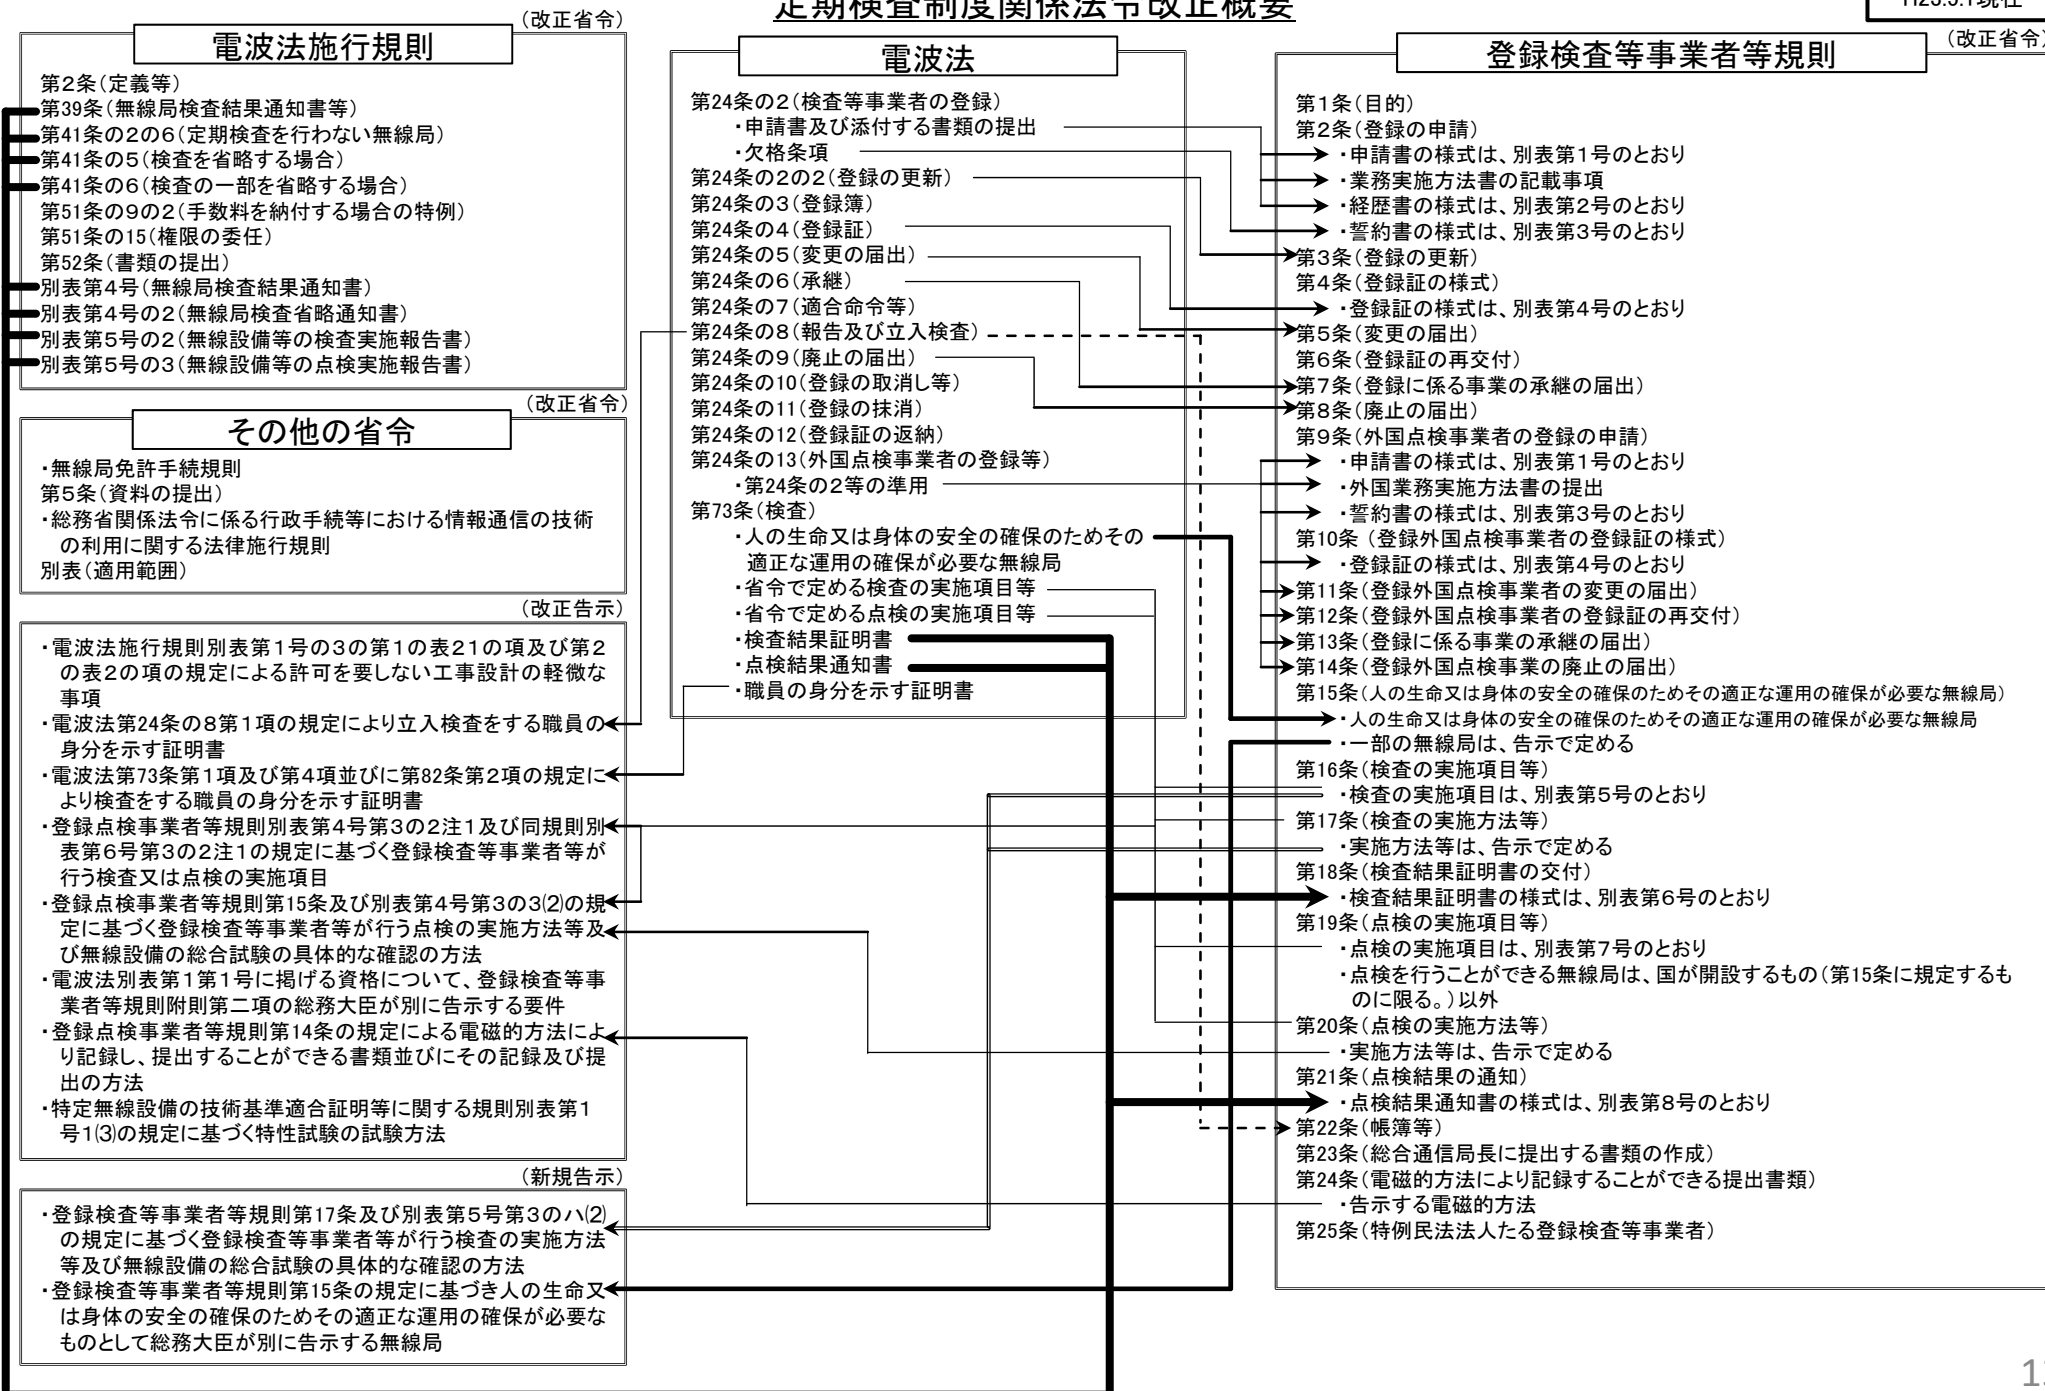 定期検査制度関係法令改正概要
H23.5.1現在
(改正省令)
電波法施行規則
第2条(定義等)
第39条(無線局検査結果通知書等)
第41条の2の6(定期検査を行わない無線局)
第41条の5(検査を省略する場合)
第41条の6(検査の一部を省略する場合)
第51条の9の2(手数料を納付する場合の特例)
第51条の15(権限の委任)
第52条(書類の提出)
別表第4号(無線局検査結果通知書)
別表第4号の2(無線局検査省略通知書)
別表第5号の2(無線設備等の検査実施報告書)
別表第5号の3(無線設備等の点検実施報告書)
(改正省令)
その他の省令
・無線局免許手続規則
第5条(資料の提出)
・総務省関係法令に係る行政手続等における情報通信の技術
の利用に関する法律施行規則
別表(適用範囲)
(改正告示)
・電波法施行規則別表第1号の3の第1の表21の項及び第2
の表2の項の規定による許可を要しない工事設計の軽微な
事項
・電波法第24条の8第1項の規定により立入検査をする職員の
身分を示す証明書
・電波法第73条第1項及び第4項並びに第82条第2項の規定に
より検査をする職員の身分を示す証明書
・登録点検事業者等規則別表第4号第3の2注1及び同規則別
表第6号第3の2注1の規定に基づく登録検査等事業者等が
行う検査又は点検の実施項目
・登録点検事業者等規則第15条及び別表第4号第3の3(2)の規
定に基づく登録検査等事業者等が行う点検の実施方法等及
び無線設備の総合試験の具体的な確認の方法
・電波法別表第1第1号に掲げる資格について、登録検査等事
業者等規則附則第二項の総務大臣が別に告示する要件
・登録点検事業者等規則第14条の規定による電磁的方法によ
り記録し、提出することができる書類並びにその記録及び提
出の方法
・特定無線設備の技術基準適合証明等に関する規則別表第1
号1(3)の規定に基づく特性試験の試験方法
(新規告示)
・登録検査等事業者等規則第17条及び別表第5号第3のハ(2)
の規定に基づく登録検査等事業者等が行う検査の実施方法
等及び無線設備の総合試験の具体的な確認の方法
・登録検査等事業者等規則第15条の規定に基づき人の生命又
は身体の安全の確保のためその適正な運用の確保が必要な
ものとして総務大臣が別に告示する無線局
電波法
第24条の2(検査等事業者の登録)
・申請書及び添付する書類の提出
・欠格条項
第24条の2の2(登録の更新)
第24条の3(登録簿)
第24条の4(登録証)
第24条の5(変更の届出)
第24条の6(承継)
第24条の7(適合命令等)
第24条の8(報告及び立入検査)
第24条の9(廃止の届出)
第24条の10(登録の取消し等)
第24条の11(登録の抹消)
第24条の12(登録証の返納)
第24条の13(外国点検事業者の登録等)
・第24条の2等の準用
第73条(検査)
・人の生命又は身体の安全の確保のためその
適正な運用の確保が必要な無線局
・省令で定める検査の実施項目等
・省令で定める点検の実施項目等
・検査結果証明書
・点検結果通知書
・職員の身分を示す証明書
(改正省令)
登録検査等事業者等規則
第1条(目的)
第2条(登録の申請)
・申請書の様式は、別表第1号のとおり
・業務実施方法書の記載事項
・経歴書の様式は、別表第2号のとおり
・誓約書の様式は、別表第3号のとおり
第3条(登録の更新)
第4条(登録証の様式)
・登録証の様式は、別表第4号のとおり
第5条(変更の届出)
第6条(登録証の再交付)
第7条(登録に係る事業の承継の届出)
第8条(廃止の届出)
第9条(外国点検事業者の登録の申請)
・申請書の様式は、別表第1号のとおり
・外国業務実施方法書の提出
・誓約書の様式は、別表第3号のとおり
第10条 (登録外国点検事業者の登録証の様式)
・登録証の様式は、別表第4号のとおり
第11条(登録外国点検事業者の変更の届出)
第12条(登録外国点検事業者の登録証の再交付)
第13条(登録に係る事業の承継の届出)
第14条(登録外国点検事業の廃止の届出)
第15条(人の生命又は身体の安全の確保のためその適正な運用の確保が必要な無線局)
・人の生命又は身体の安全の確保のためその適正な運用の確保が必要な無線局
・一部の無線局は、告示で定める
第16条(検査の実施項目等)
・検査の実施項目は、別表第5号のとおり
第17条(検査の実施方法等)
・実施方法等は、告示で定める
第18条(検査結果証明書の交付)
・検査結果証明書の様式は、別表第6号のとおり
第19条(点検の実施項目等)
・点検の実施項目は、別表第7号のとおり
・点検を行うことができる無線局は、国が開設するもの(第15条に規定するも
のに限る。)以外
第20条(点検の実施方法等)
・実施方法等は、告示で定める
第21条(点検結果の通知)
・点検結果通知書の様式は、別表第8号のとおり
第22条(帳簿等)
第23条(総合通信局長に提出する書類の作成)
第24条(電磁的方法により記録することができる提出書類)
・告示する電磁的方法
第25条(特例民法法人たる登録検査等事業者)